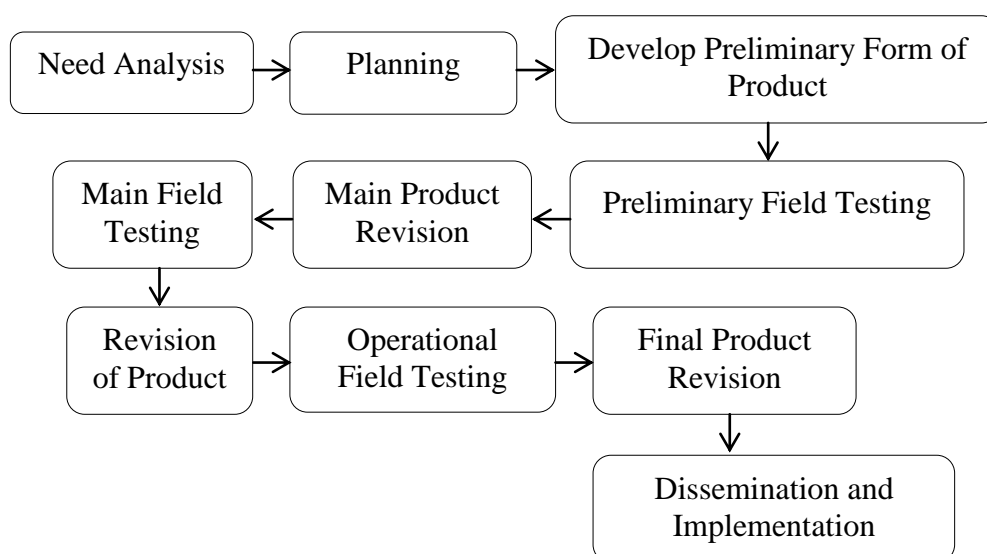 Need Analysis
Planning
Develop Preliminary Form of
Product
Preliminary Field Testing
Main Product
Revision
Main Field
Testing
Revision
of Product
Operational
Field Testing
Final Product
Revision
Dissemination and
Implementation